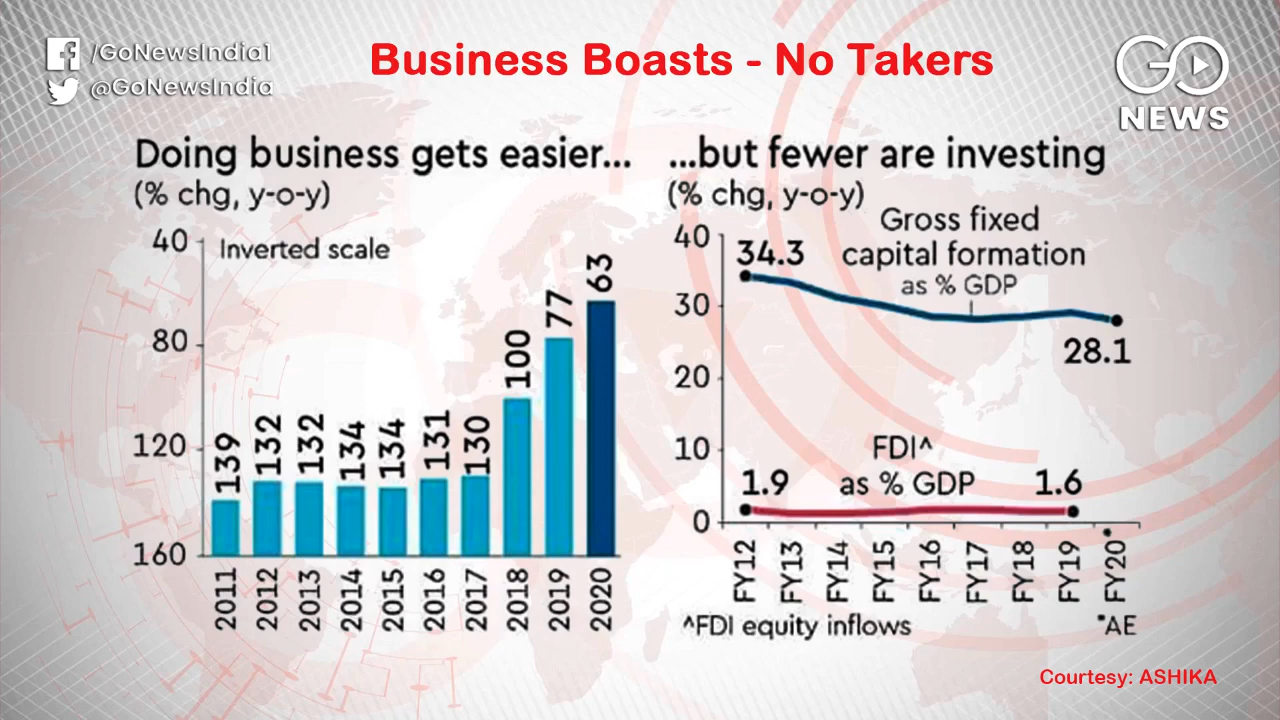 /GoNewsIndia1
@GoNewsIndia
Business Boasts - No Takers
GO
NEWS
Doing business gets easier...
(% chg, y-o-y)
Inverted scale
40
80
120
160
139
132
132
134
134
131
130
100
77
63
2011
2012
2013
2014
2015
2016
2017
2018
2019
2020
...but fewer are investing
(% chg, y-o-y)
Gross fixed
capital formation
as % GDP
40
30
20
10
0
34.3
28.1
FDI^
as % GDP
1.9
1.6
FY12
FY13
FY14
FY15
FY16
FY17
FY18
FY19
FY20*
^FDI equity inflows
*AE
Courtesy: ASHIKA